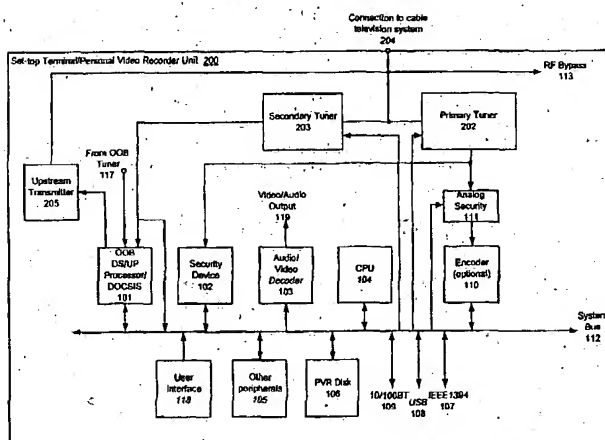 Connection to cable
television system
204
Set-top Terminal/Personal Video Recorder Unit 200
RF Bypass
113
Secondary Tuner
203
Primary Tuner
202
From OOB
Tuner
117
Upstream
Transmitter
205
Video/Audio
Output
119
Analog
Security
111
OOB
DS/UP
Processor/
DOCSIS
101
Security
Device
102
Audio/
Video
Decoder
103
CPU
104
Encoder
(optional)
110
System
Bus
112
User
Interface
118
Other
peripherals
105
PVR Disk
106
10/100BT
109
USB
108
IEEE1394
107